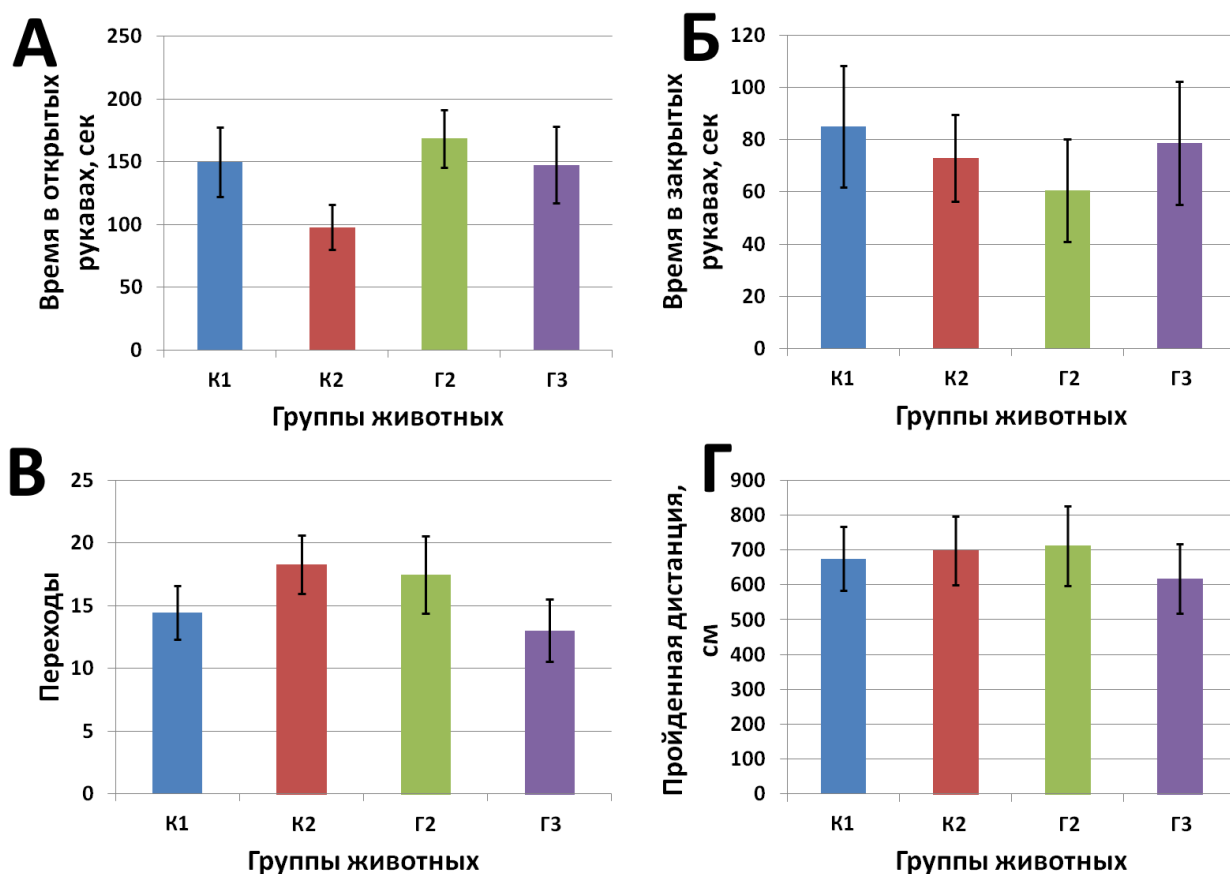 А
250
200
150
100
50
0
Время в открытых
рукавах, сек
К1 К2 Г2 Г3
Группы животных
Б
120
100
80
60
40
20
0
Время в закрытых
рукавах, сек
К1 К2 Г2 Г3
Группы животных
В
25
20
15
10
5
0
Переходы
К1 К2 Г2 Г3
Группы животных
Г
900
800
700
600
500
400
300
200
100
0
Пройденная дистанция,
см
К1 К2 Г2 Г3
Группы животных